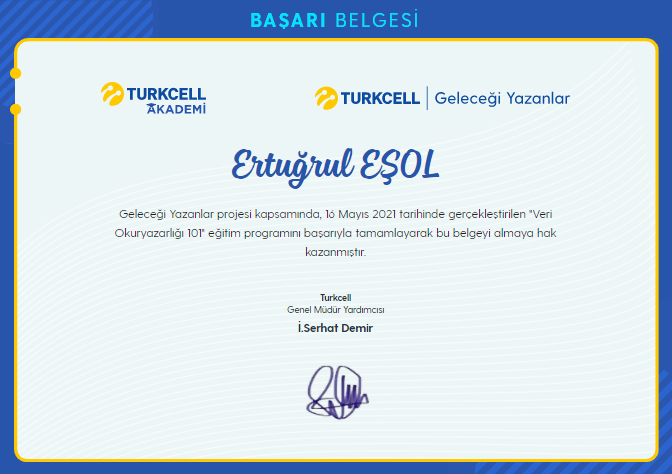 BAŞARI BELGESİ
TURKCELL
AKADEMİ
TURKCELL | Geleceği Yazanlar
Ertuğrul EŞOL
Geleceği Yazanlar projesi kapsamında, 16 Mayıs 2021 tarihinde gerçekleştirilen "Veri
Okuryazarlığı 101" eğitim programını başarıyla tamamlayarak bu belgeyi almaya hak
kazanmıştır.
Turkcell
Genel Müdür Yardımcısı
İ.Serhat Demir